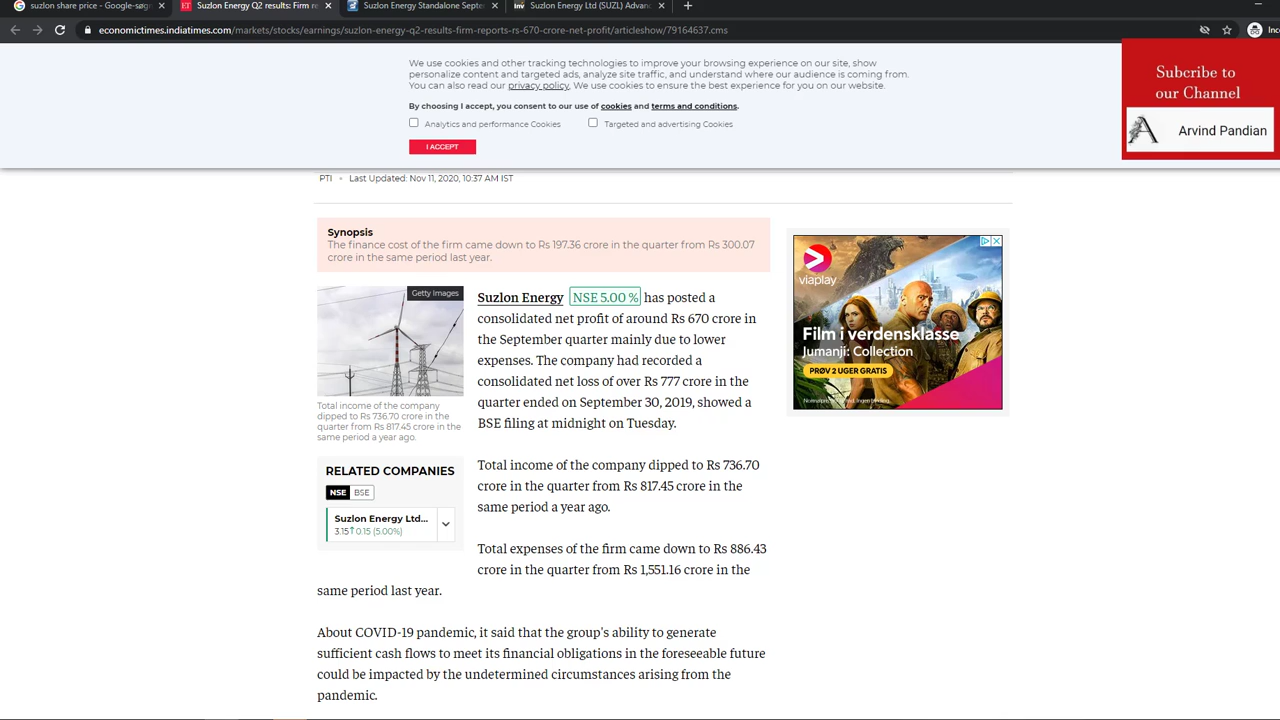 suzlon share price - Google-søgn
Suzlon Energy Q2 results: Firm re
Suzlon Energy Standalone Septe
Suzlon Energy Ltd (SUZL) Advanc
economictimes.indiatimes.com/markets/stocks/earnings/suzlon-energy-q2-results-firm-reports-rs-670-crore-net-profit/articleshow/79164637.cms
Inc
We use cookies and other tracking technologies to improve your browsing experience on our site, show
personalize content and targeted ads, analyze site traffic, and understand where our audience is coming from.
You can also read our privacy policy, We use cookies to ensure the best experience for you on our website.
By choosing I accept, you consent to our use of cookies and terms and conditions.
Analytics and performance Cookies
Targeted and advertising Cookies
I ACCEPT
Subcribe to
our Channel
Arvind Pandian
PTI • Last Updated: Nov 11, 2020, 10:37 AM IST
Synopsis
The finance cost of the firm came down to Rs 197.36 crore in the quarter from Rs 300.07
crore in the same period last year.
Getty Images
Total income of the company
dipped to Rs 736.70 crore in the
quarter from Rs 817.45 crore in the
same period a year ago.
RELATED COMPANIES
NSE BSE
Suzlon Energy Ltd...
3.15↑0.15 (5.00%)
Suzlon Energy NSE 5.00 % has posted a
consolidated net profit of around Rs 670 crore in
the September quarter mainly due to lower
expenses. The company had recorded a
consolidated net loss of over Rs 777 crore in the
quarter ended on September 30, 2019, showed a
BSE filing at midnight on Tuesday.
Total income of the company dipped to Rs 736.70
crore in the quarter from Rs 817.45 crore in the
same period a year ago.
Total expenses of the firm came down to Rs 886.43
crore in the quarter from Rs 1,551.16 crore in the
same period last year.
About COVID-19 pandemic, it said that the group's ability to generate
sufficient cash flows to meet its financial obligations in the foreseeable future
could be impacted by the undetermined circumstances arising from the
pandemic.
viaplay
Film i verdensklasse
Jumanji: Collection
PRØV 2 UGER GRATIS